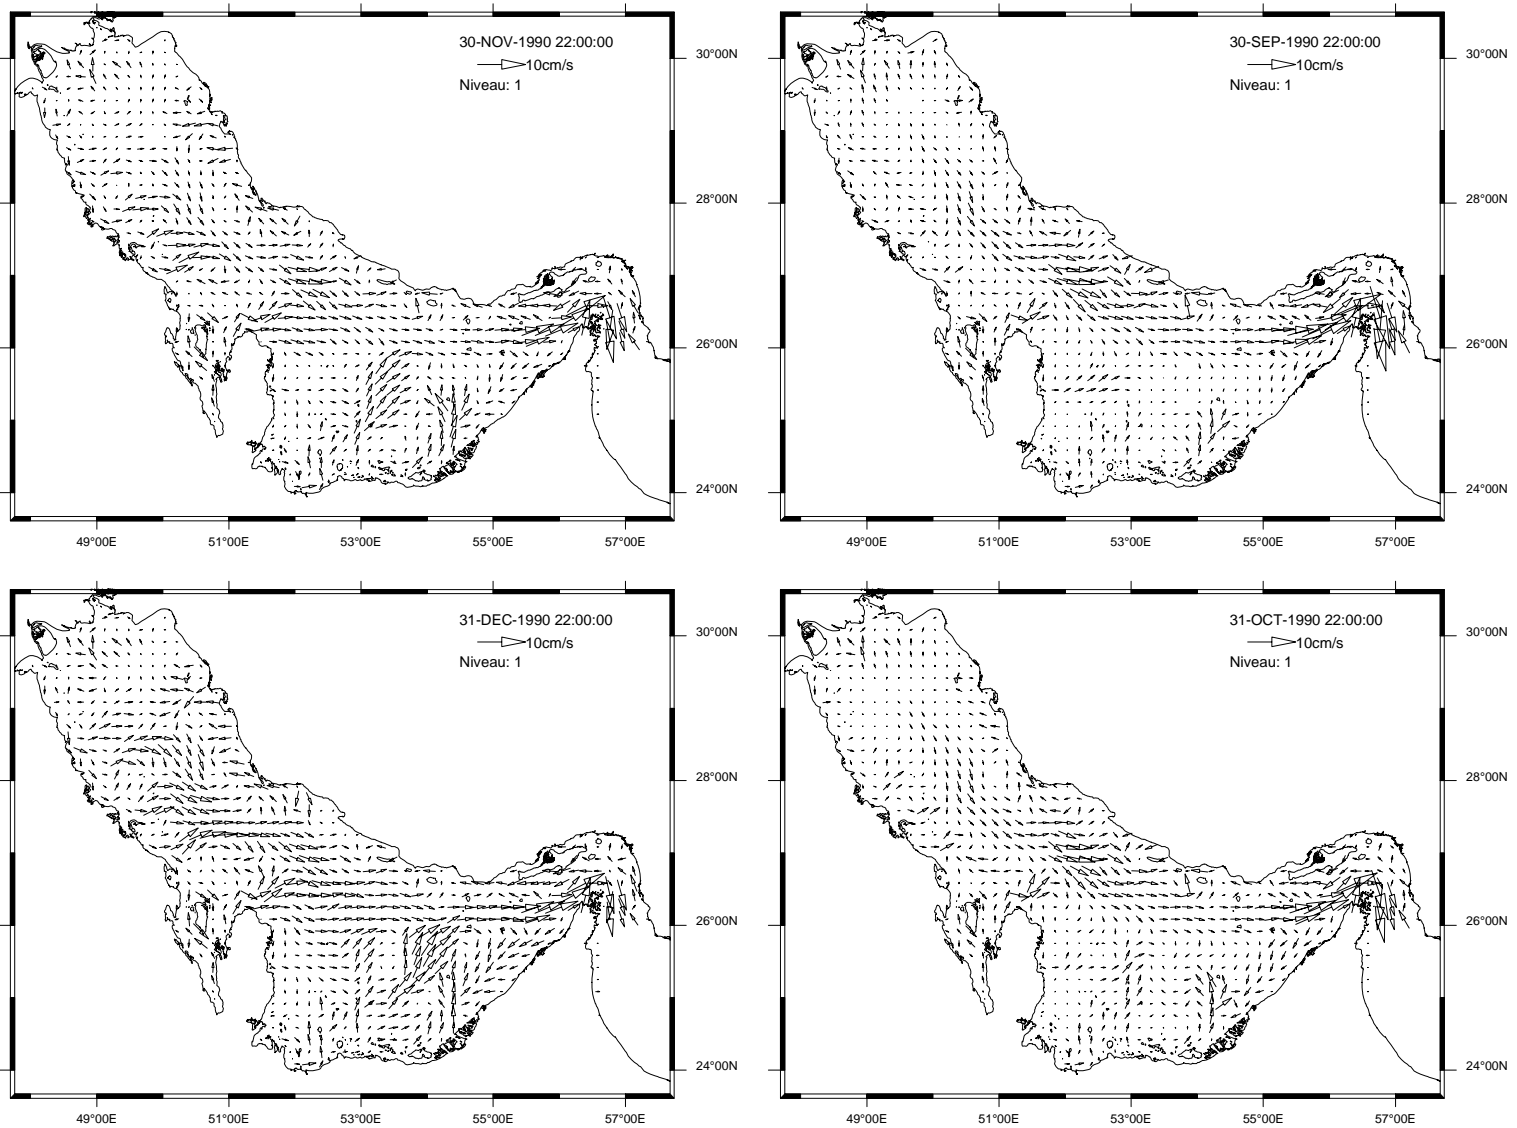 30-NOV-1990 22:00:00
10cm/s
Niveau: 1
30°00N
28°00N
26°00N
24°00N
49°00E
51°00E
53°00E
55°00E
57°00E
30-SEP-1990 22:00:00
10cm/s
Niveau: 1
30°00N
28°00N
26°00N
24°00N
49°00E
51°00E
53°00E
55°00E
57°00E
31-DEC-1990 22:00:00
10cm/s
Niveau: 1
30°00N
28°00N
26°00N
24°00N
49°00E
51°00E
53°00E
55°00E
57°00E
31-OCT-1990 22:00:00
10cm/s
Niveau: 1
30°00N
28°00N
26°00N
24°00N
49°00E
51°00E
53°00E
55°00E
57°00E